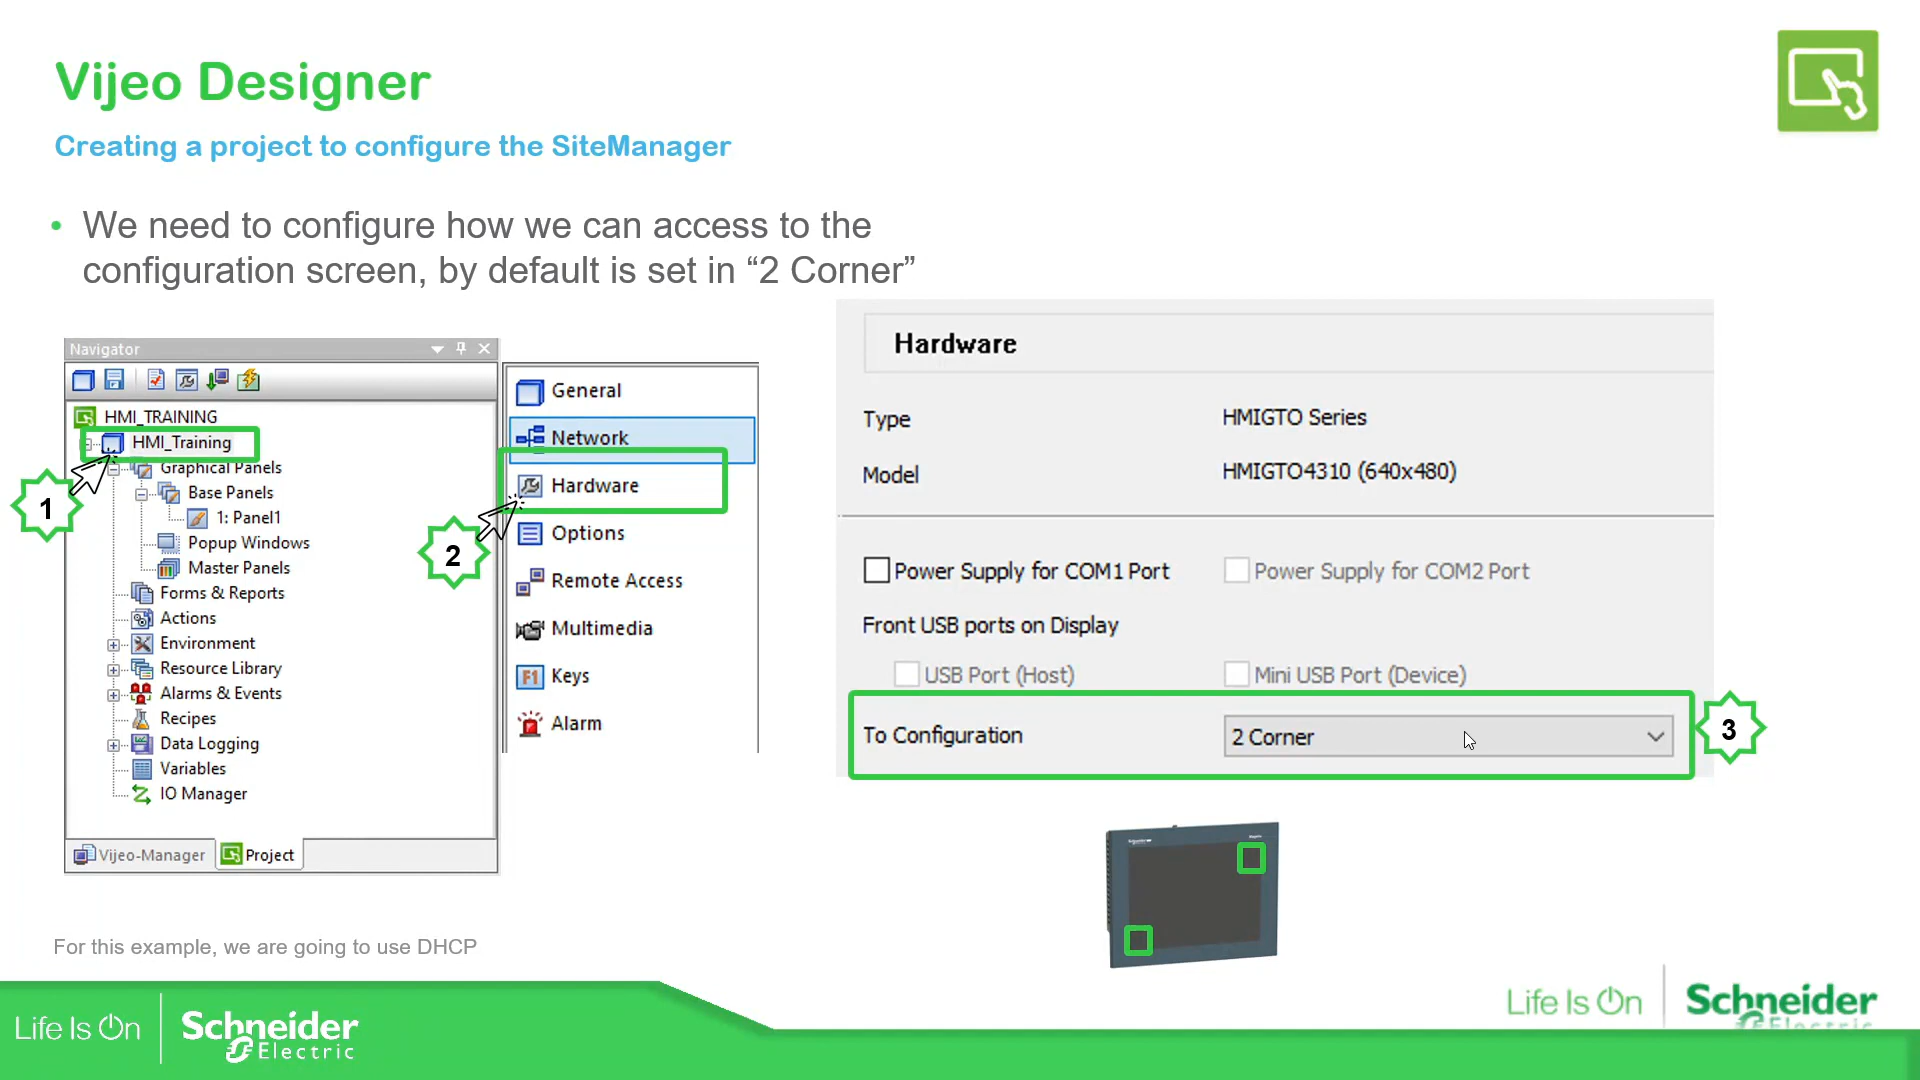 Vijeo Designer
Creating a project to configure the SiteManager
• We need to configure how we can access to the
configuration screen, by default is set in “2 Corner”
Navigator
HMI_TRAINING
HMI_Training
Graphical Panels
Base Panels
1: Panel1
Popup Windows
Master Panels
Forms & Reports
Actions
Environment
Resource Library
Alarms & Events
Recipes
Data Logging
Variables
IO Manager
Vijeo-Manager
Project
1
General
Network
Hardware
Options
Remote Access
Multimedia
F1 Keys
Alarm
2
Hardware
Type HMIGTO Series
Model HMIGTO4310 (640x480)
Power Supply for COM1 Port Power Supply for COM2 Port
Front USB ports on Display
USB Port (Host) Mini USB Port (Device)
To Configuration 2 Corner
3
For this example, we are going to use DHCP
Life Is On
Schneider
Electric
Life Is On
Schneider
Electric